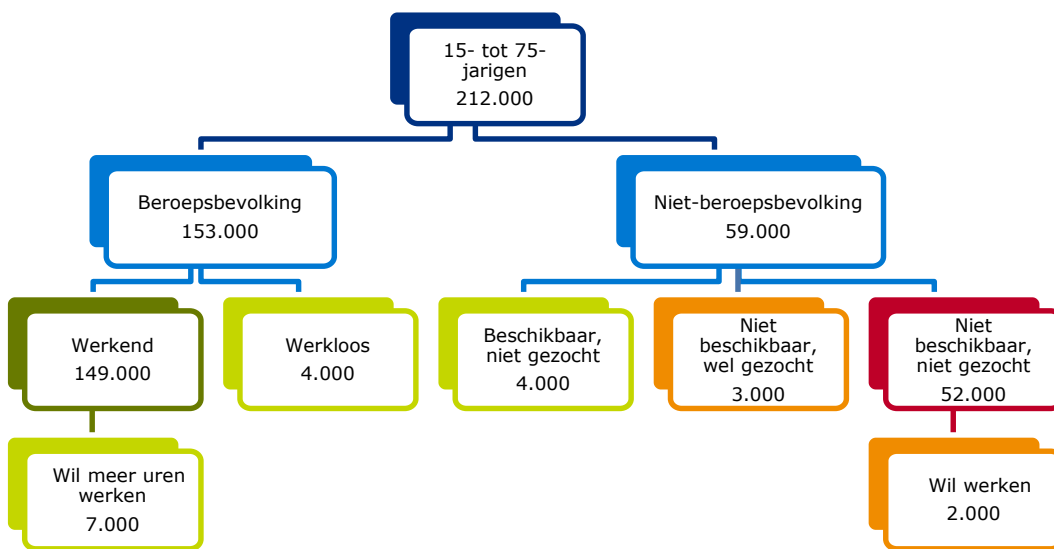 15- tot 75-
jarigen
212.000
Beroepsbevolking
153.000
Niet-beroepsbevolking
59.000
Werkend
149.000
Werkloos
4.000
Beschikbaar,
niet gezocht
4.000
Niet
beschikbaar,
wel gezocht
3.000
Niet
beschikbaar,
niet gezocht
52.000
Wil meer uren
werken
7.000
Wil werken
2.000